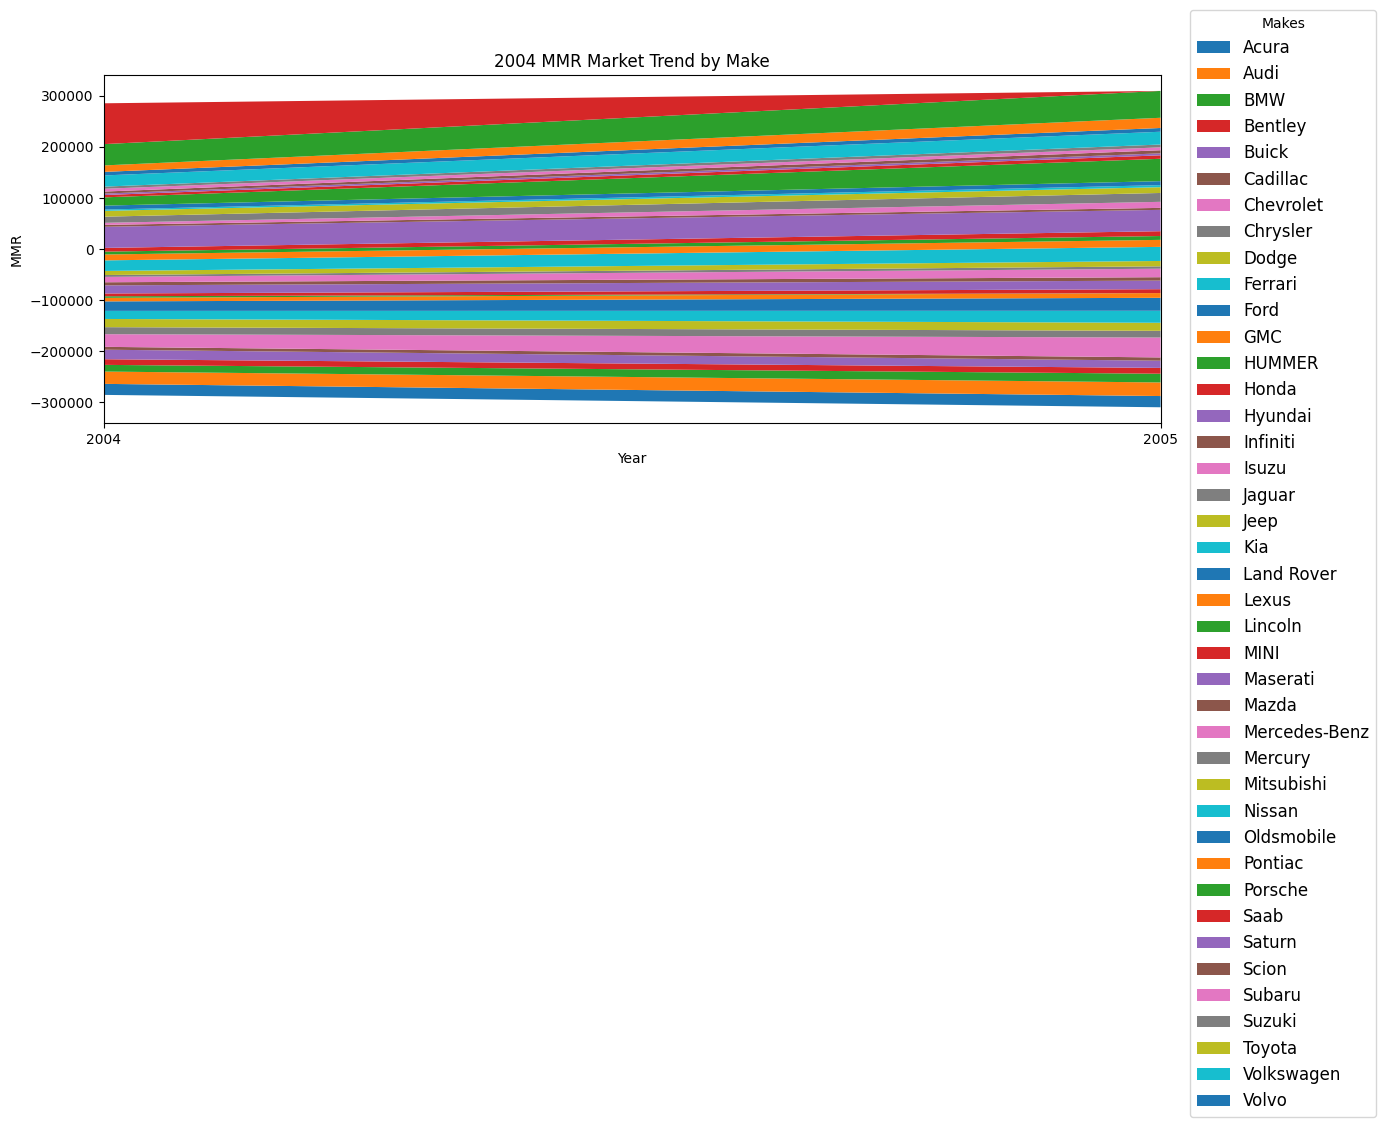 2004 MMR Market Trend by Make
MMR
300000
200000
100000
0
−100000
−200000
−300000
2004
2005
Year
Makes
Acura
Audi
BMW
Bentley
Buick
Cadillac
Chevrolet
Chrysler
Dodge
Ferrari
Ford
GMC
HUMMER
Honda
Hyundai
Infiniti
Isuzu
Jaguar
Jeep
Kia
Land Rover
Lexus
Lincoln
MINI
Maserati
Mazda
Mercedes-Benz
Mercury
Mitsubishi
Nissan
Oldsmobile
Pontiac
Porsche
Saab
Saturn
Scion
Subaru
Suzuki
Toyota
Volkswagen
Volvo